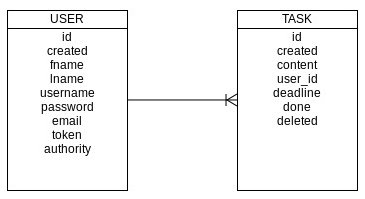 USER
id
created
fname
lname
username
password
email
token
authority
TASK
id
created
content
user_id
deadline
done
deleted